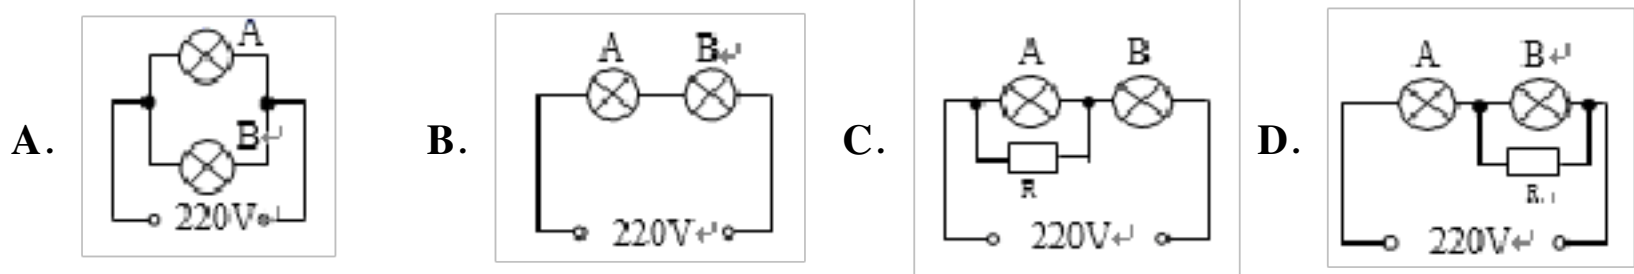 A.
A
B↵
220V↵
B.
A B↵
220V↵
C.
A B
R
220V↵
D.
A B↵
R↵
220V↵